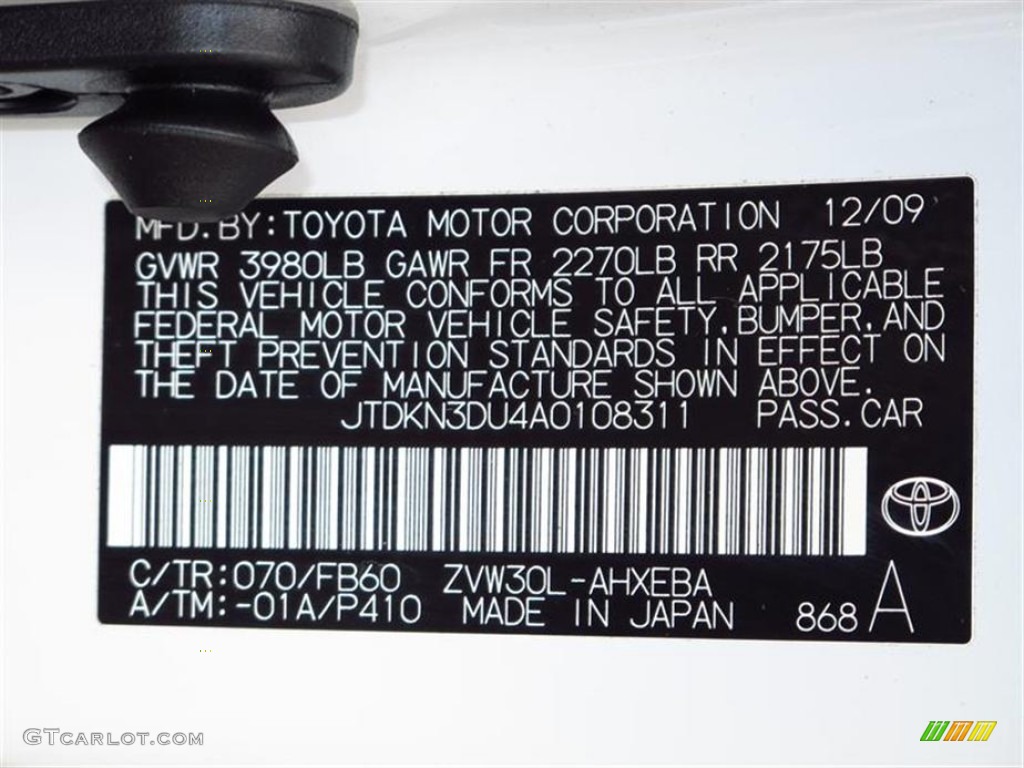 MFD.BY:TOYOTA MOTOR CORPORATION 12/09
GVWR 3980LB GAWR FR 2270LB RR 2175LB
THIS VEHICLE CONFORMS TO ALL APPLICABLE
FEDERAL MOTOR VEHICLE SAFETY,BUMPER,AND
THEFT PREVENTION STANDARDS IN EFFECT ON
THE DATE OF MANUFACTURE SHOWN ABOVE.
JTDKN3DU4A0108311 PASS.CAR
C/TR:070/FB60 ZVW30L-AHXEBA
A/TM:-01A/P410 MADE IN JAPAN 868 A
GTCARLOT.COM